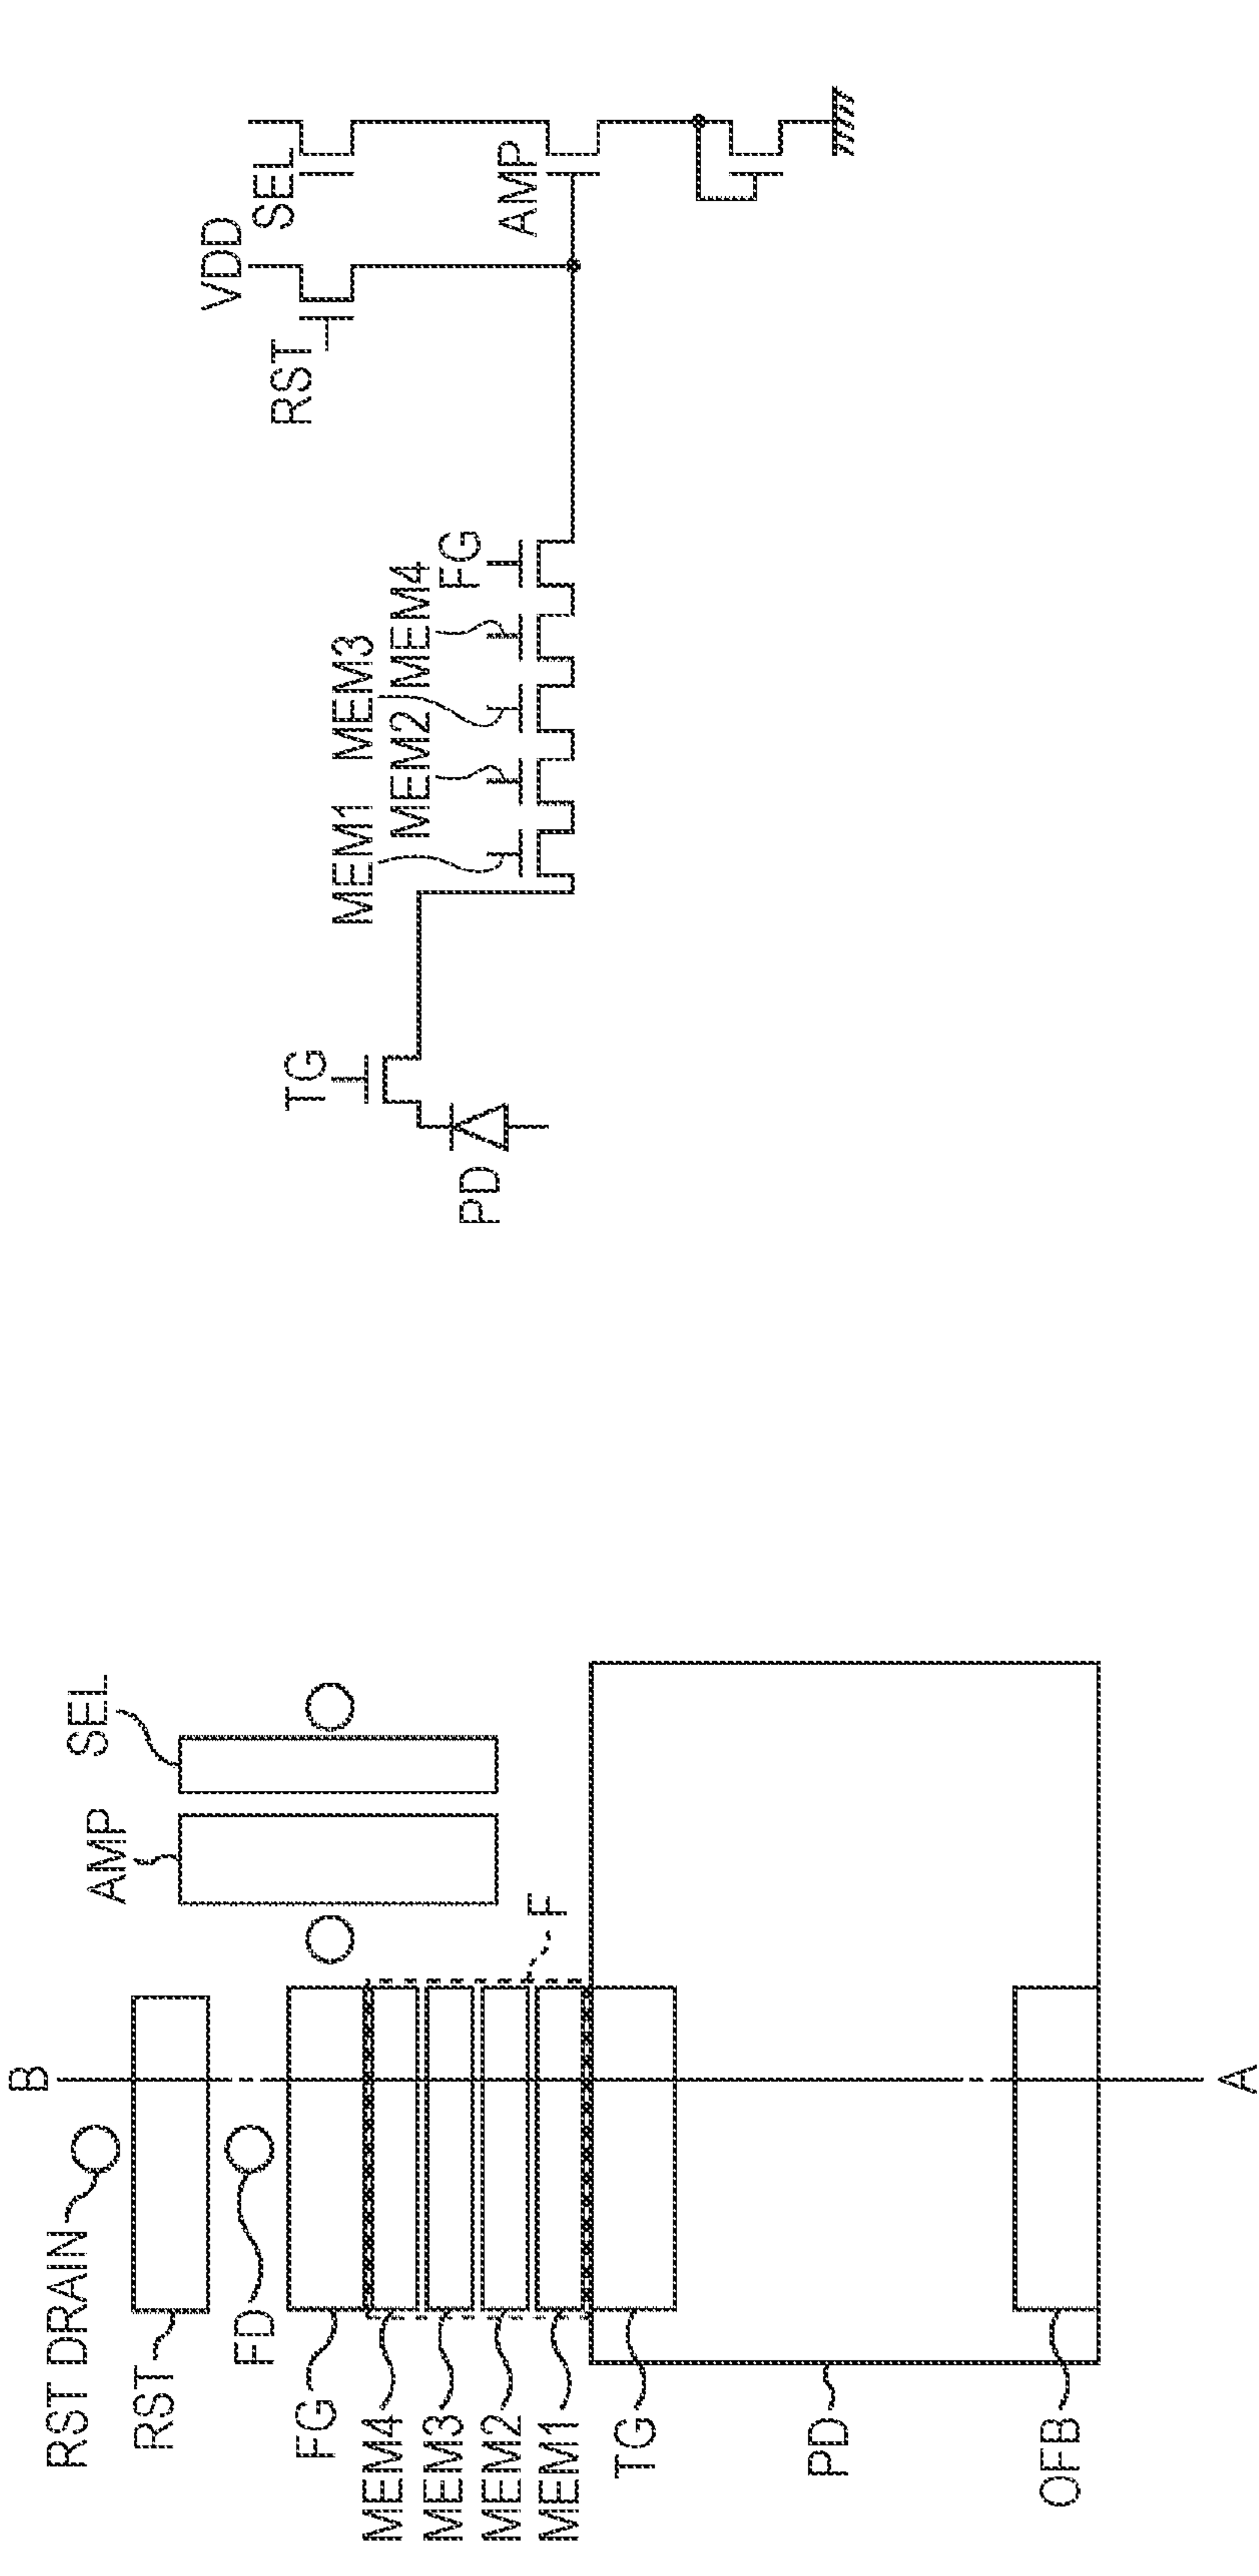 B
RST DRAIN
RST
FD
FG
MEM4
MEM3
MEM2
MEM1
TG
PD
OFB
A
AMP
SEL
F
PD
TG
MEM1
MEM2
MEM3
MEM4
FG
RST
VDD
SEL
AMP